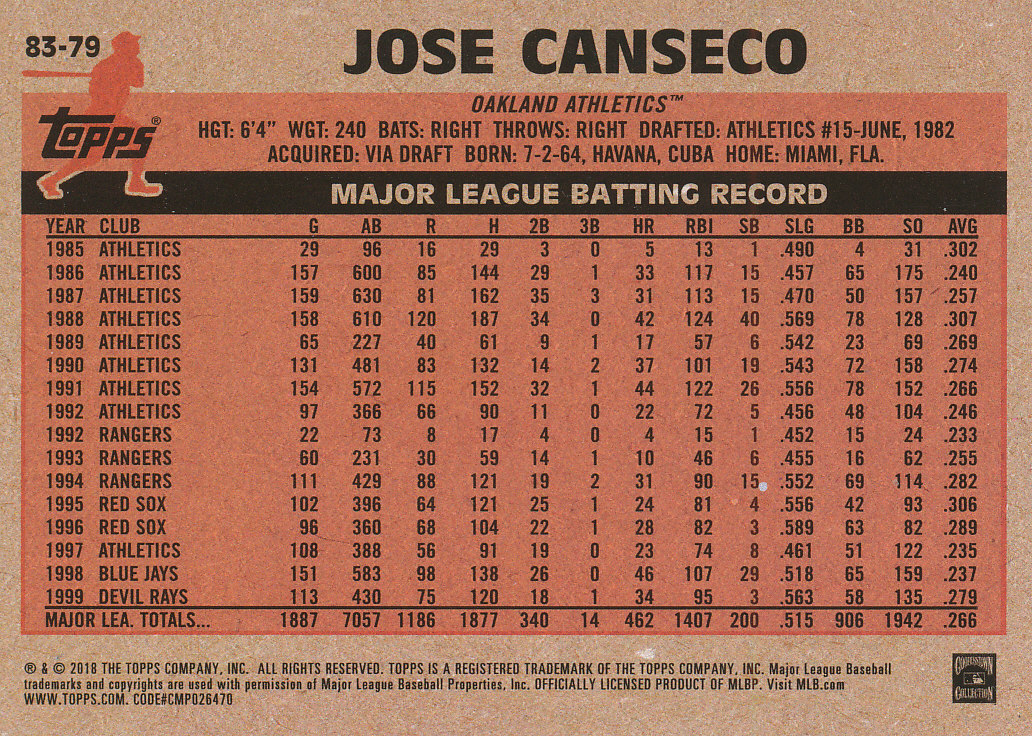 83-79
JOSE CANSECO
Topps®
OAKLAND ATHLETICS™
HGT: 6'4" WGT: 240 BATS: RIGHT THROWS: RIGHT DRAFTED: ATHLETICS #15-JUNE, 1982
ACQUIRED: VIA DRAFT BORN: 7-2-64, HAVANA, CUBA HOME: MIAMI, FLA.
MAJOR LEAGUE BATTING RECORD
YEAR CLUB G AB R H 2B 3B HR RBI SB SLG BB SO AVG
1985 ATHLETICS 29 96 16 29 3 0 5 13 1 .490 4 31 .302
1986 ATHLETICS 157 600 85 144 29 1 33 117 15 .457 65 175 .240
1987 ATHLETICS 159 630 81 162 35 3 31 113 15 .470 50 157 .257
1988 ATHLETICS 158 610 120 187 34 0 42 124 40 .569 78 128 .307
1989 ATHLETICS 65 227 40 61 9 1 17 57 6 .542 23 69 .269
1990 ATHLETICS 131 481 83 132 14 2 37 101 19 .543 72 158 .274
1991 ATHLETICS 154 572 115 152 32 1 44 122 26 .556 78 152 .266
1992 ATHLETICS 97 366 66 90 11 0 22 72 5 .456 48 104 .246
1992 RANGERS 22 73 8 17 4 0 4 15 1 .452 15 24 .233
1993 RANGERS 60 231 30 59 14 1 10 46 6 .455 16 62 .255
1994 RANGERS 111 429 88 121 19 2 31 90 15 .552 69 114 .282
1995 RED SOX 102 396 64 121 25 1 24 81 4 .556 42 93 .306
1996 RED SOX 96 360 68 104 22 1 28 82 3 .589 63 82 .289
1997 ATHLETICS 108 388 56 91 19 0 23 74 8 .461 51 122 .235
1998 BLUE JAYS 151 583 98 138 26 0 46 107 29 .518 65 159 .237
1999 DEVIL RAYS 113 430 75 120 18 1 34 95 3 .563 58 135 .279
MAJOR LEA. TOTALS... 1887 7057 1186 1877 340 14 462 1407 200 .515 906 1942 .266
® & © 2018 THE TOPPS COMPANY, INC. ALL RIGHTS RESERVED. TOPPS IS A REGISTERED TRADEMARK OF THE TOPPS COMPANY, INC. Major League Baseball
trademarks and copyrights are used with permission of Major League Baseball Properties, Inc. OFFICIALLY LICENSED PRODUCT OF MLBP. Visit MLB.com
WWW.TOPPS.COM. CODE#CMP026470
COOPERSTOWN
COLLECTION